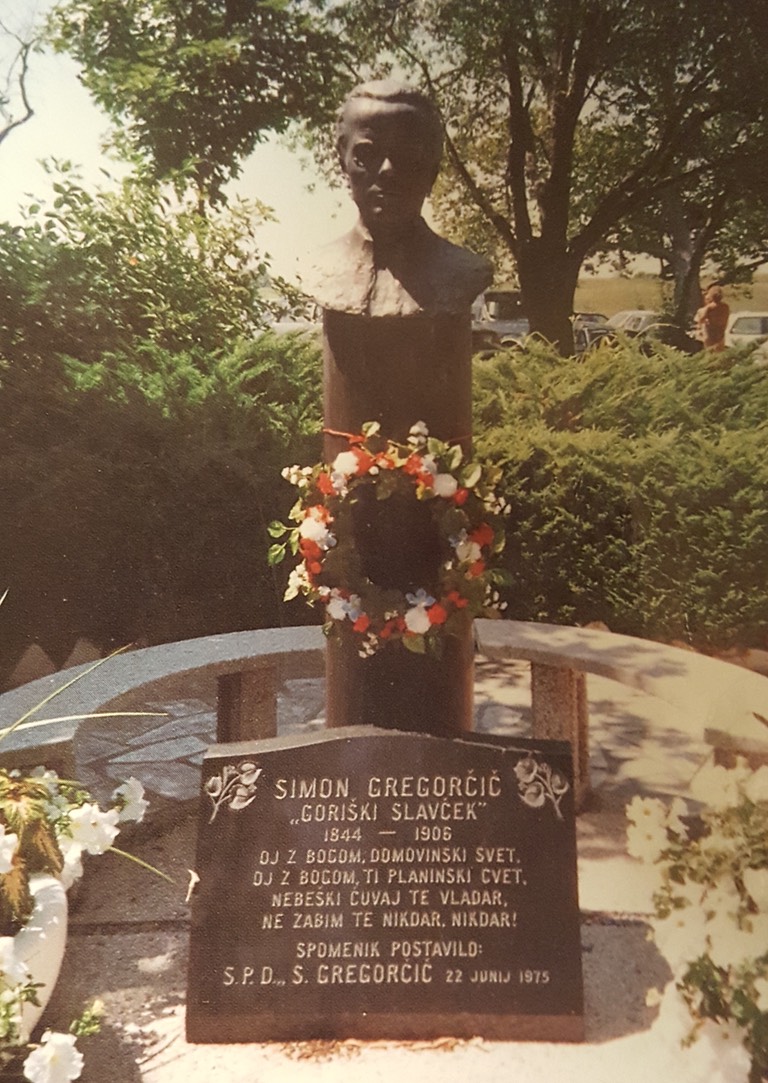 SIMON GREGORČIČ
„GORIŠKI SLAVČEK"
1844 — 1906
OJ Z BOGOM, DOMOVINSKI SVET,
OJ Z BOGOM, TI PLANINSKI CVET,
NEBEŠKI ČUVAJ TE VLADAR,
NE ZABIM TE NIKDAR, NIKDAR!
SPOMENIK POSTAVILO:
S.P.D. „S. GREGORČIČ 22 JUNIJ 1975